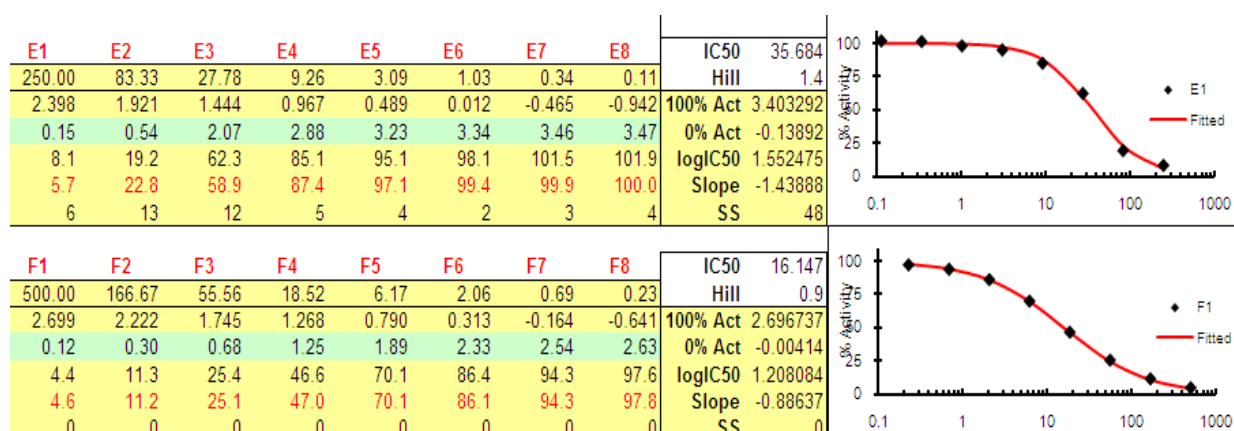 E1 E2 E3 E4 E5 E6 E7 E8 IC50 35.684
250.00 83.33 27.78 9.26 3.09 1.03 0.34 0.11 Hill 1.4
2.398 1.921 1.444 0.967 0.489 0.012 -0.465 -0.942 100% Act 3.403292
0.15 0.54 2.07 2.88 3.23 3.34 3.46 3.47 0% Act -0.13892
8.1 19.2 62.3 85.1 95.1 98.1 101.5 101.9 logIC50 1.552475
5.7 22.8 58.9 87.4 97.1 99.4 99.9 100.0 Slope -1.43888
6 13 12 5 4 2 3 4 SS 48
% Activity
100
75
50
25
0
0.1 1 10 100 1000
E1
Fitted
F1 F2 F3 F4 F5 F6 F7 F8 IC50 16.147
500.00 166.67 55.56 18.52 6.17 2.06 0.69 0.23 Hill 0.9
2.699 2.222 1.745 1.268 0.790 0.313 -0.164 -0.641 100% Act 2.696737
0.12 0.30 0.68 1.25 1.89 2.33 2.54 2.63 0% Act -0.00414
4.4 11.3 25.4 46.6 70.1 86.4 94.3 97.6 logIC50 1.208084
4.6 11.2 25.1 47.0 70.1 86.1 94.3 97.8 Slope -0.88637
0 0 0 0 0 0 0 0 SS 0
% Activity
100
75
50
25
0
0.1 1 10 100 1000
F1
Fitted